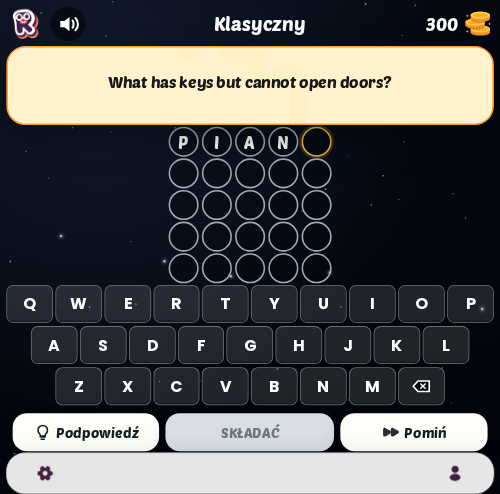 Klasyczny
300
What has keys but cannot open doors?
P I A N
Q W E R T Y U I O P
A S D F G H J K L
Z X C V B N M
Podpowiedź SKŁADAĆ Pomiń